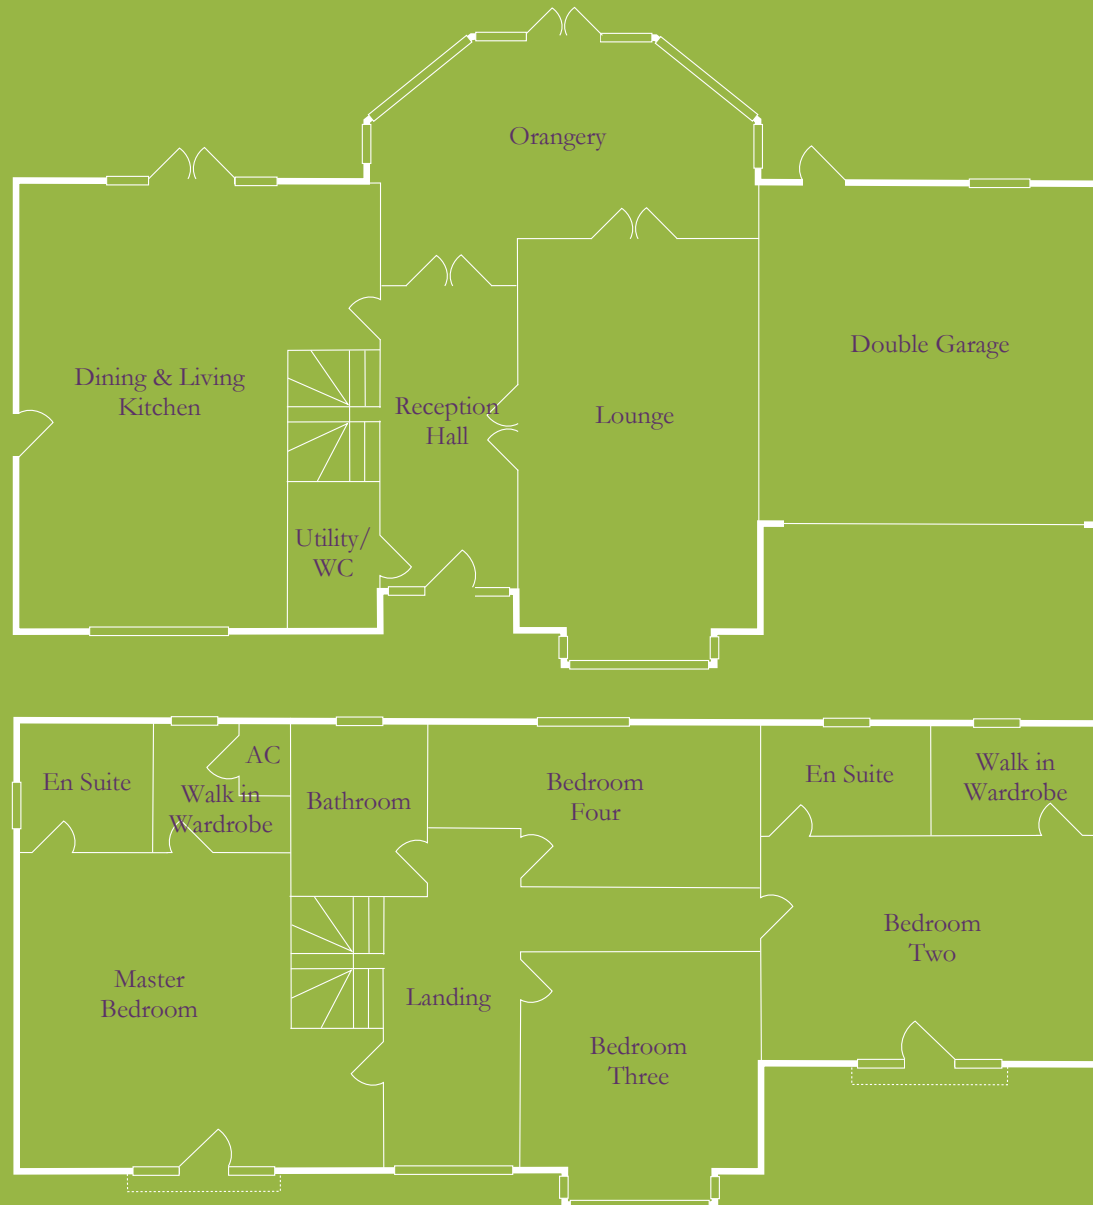 Orangery
Double Garage
Dining & Living
Kitchen
Reception
Hall
Lounge
Utility/
WC
En Suite
AC
Walk in
Wardrobe
Bathroom
Bedroom
Four
En Suite
Walk in
Wardrobe
Master
Bedroom
Landing
Bedroom
Three
Bedroom
Two